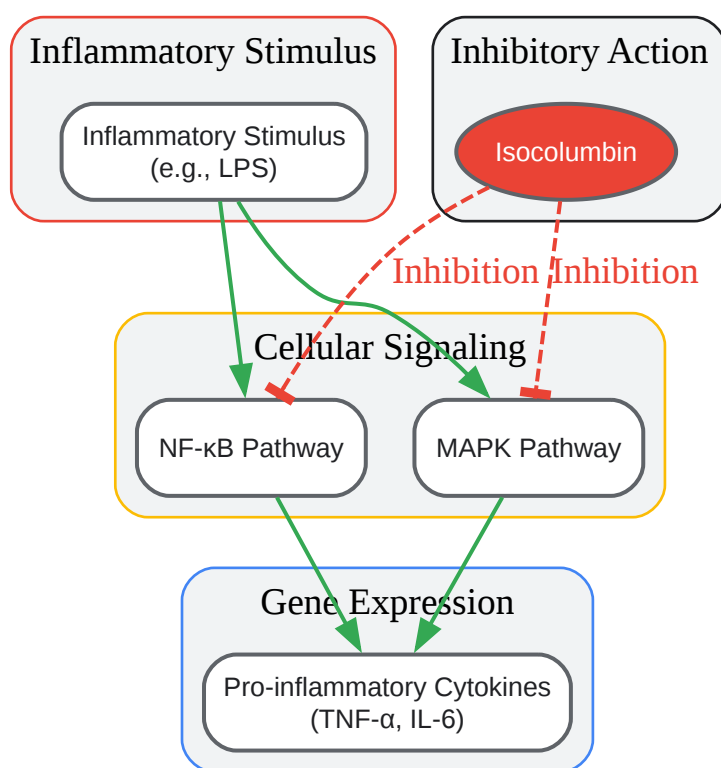 Inflammatory Stimulus
Inflammatory Stimulus
(e.g., LPS)
Inhibitory Action
Isocolumbin
Inhibition
Inhibition
Cellular Signaling
NF-κB Pathway
MAPK Pathway
Gene Expression
Pro-inflammatory Cytokines
(TNF-α, IL-6)